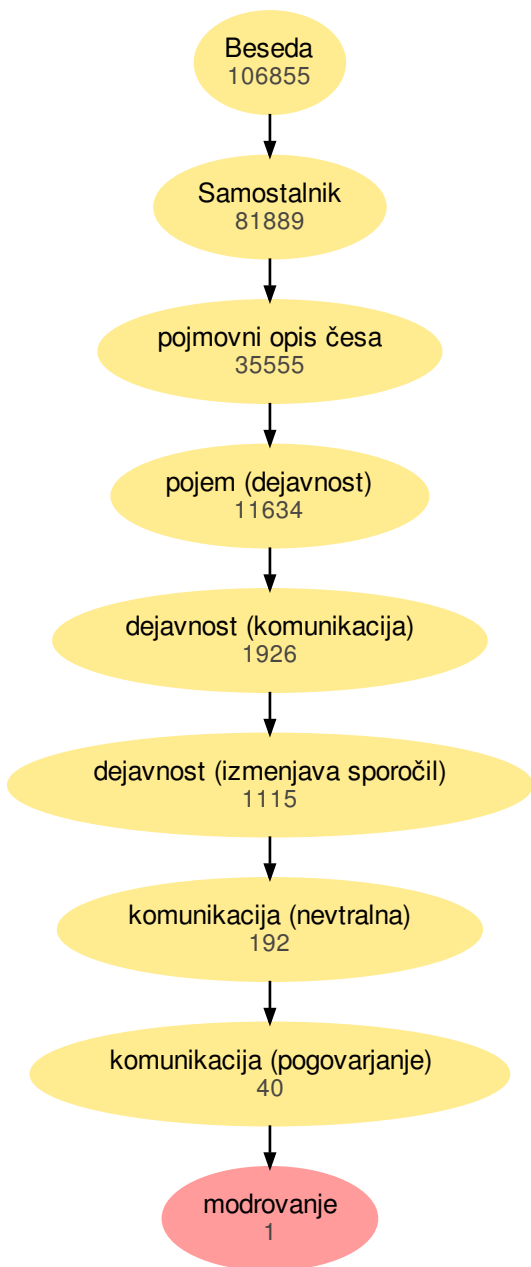 Beseda
106855
Samostalnik
81889
pojmovni opis česa
35555
pojem (dejavnost)
11634
dejavnost (komunikacija)
1926
dejavnost (izmenjava sporočil)
1115
komunikacija (nevtralna)
192
komunikacija (pogovarjanje)
40
modrovanje
1